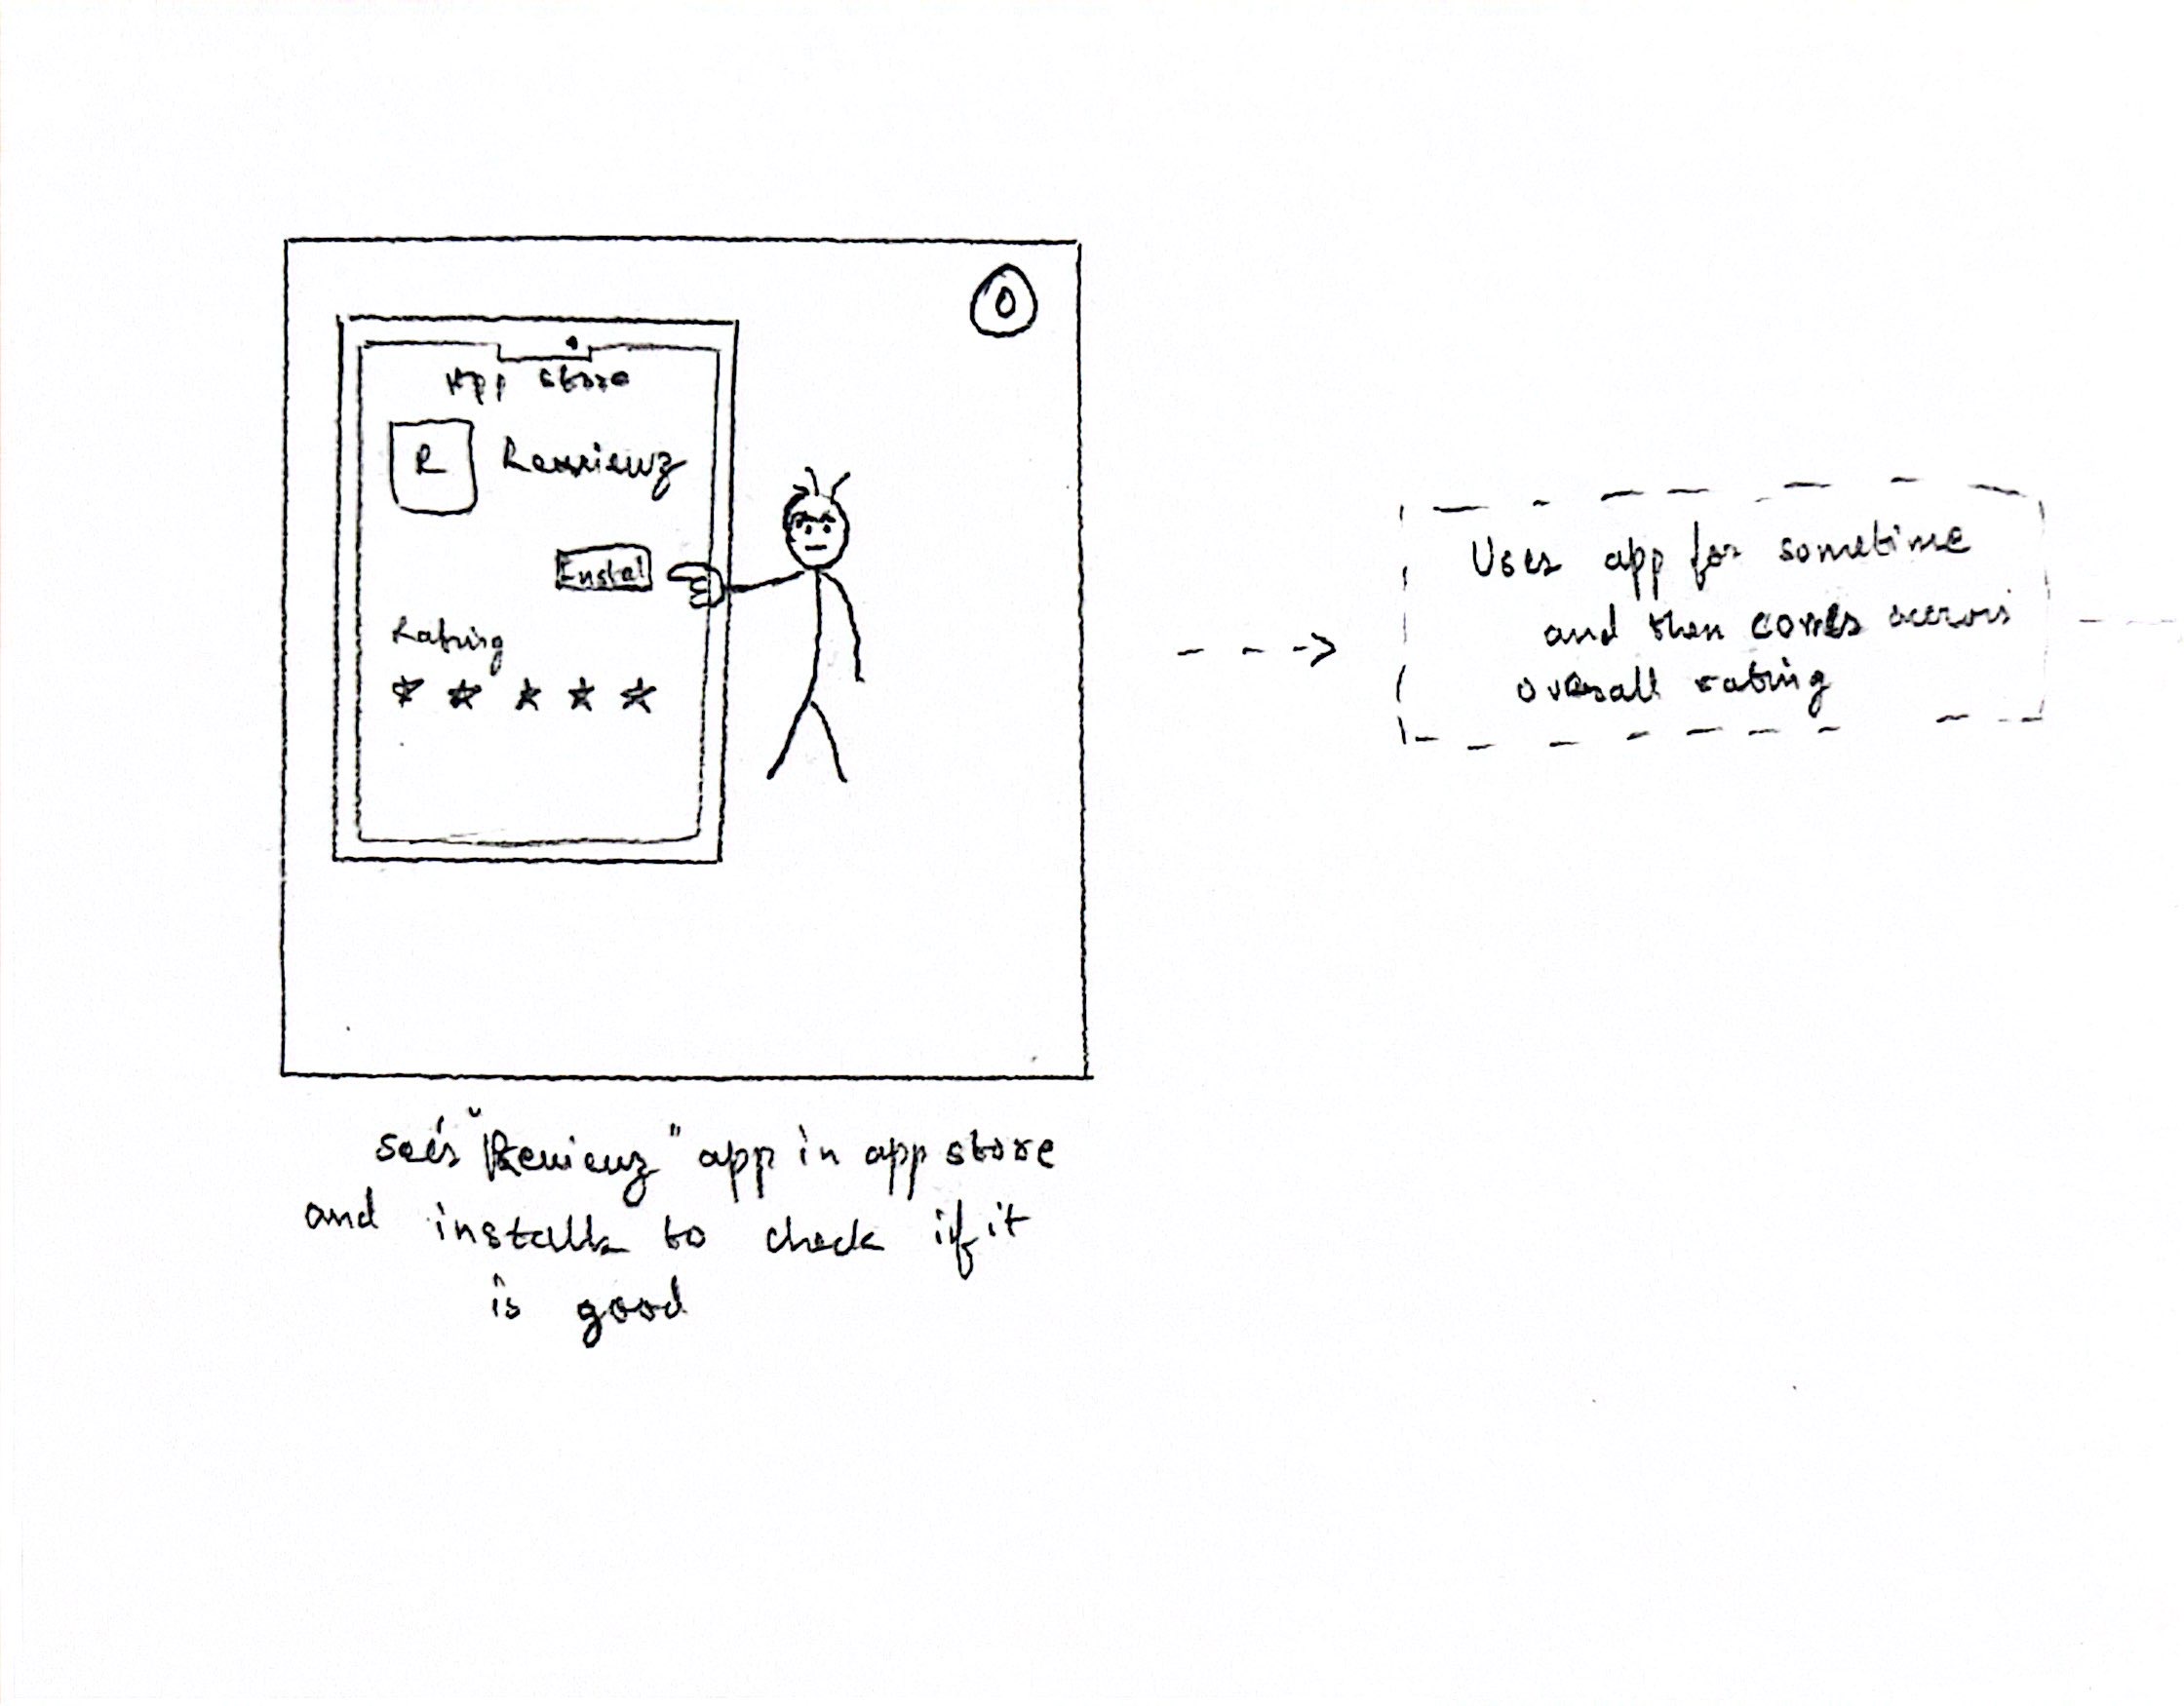 0
App store
R
Reviewz
Install
Rating
sees "Reviewz" app in app store
and installs to check if it
is good
Uses app for sometime
and then comes accross
overall rating